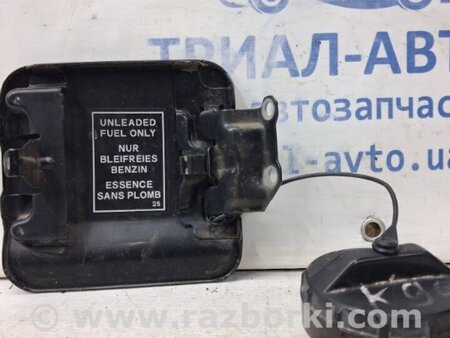 ТРИАЛ-АВТ
автозапчас
l-avto.ua
UNLEADED
FUEL ONLY
NUR
BLEIFREIES
BENZIN
ESSENCE
SANS PLOMB
25
www.razborki.com